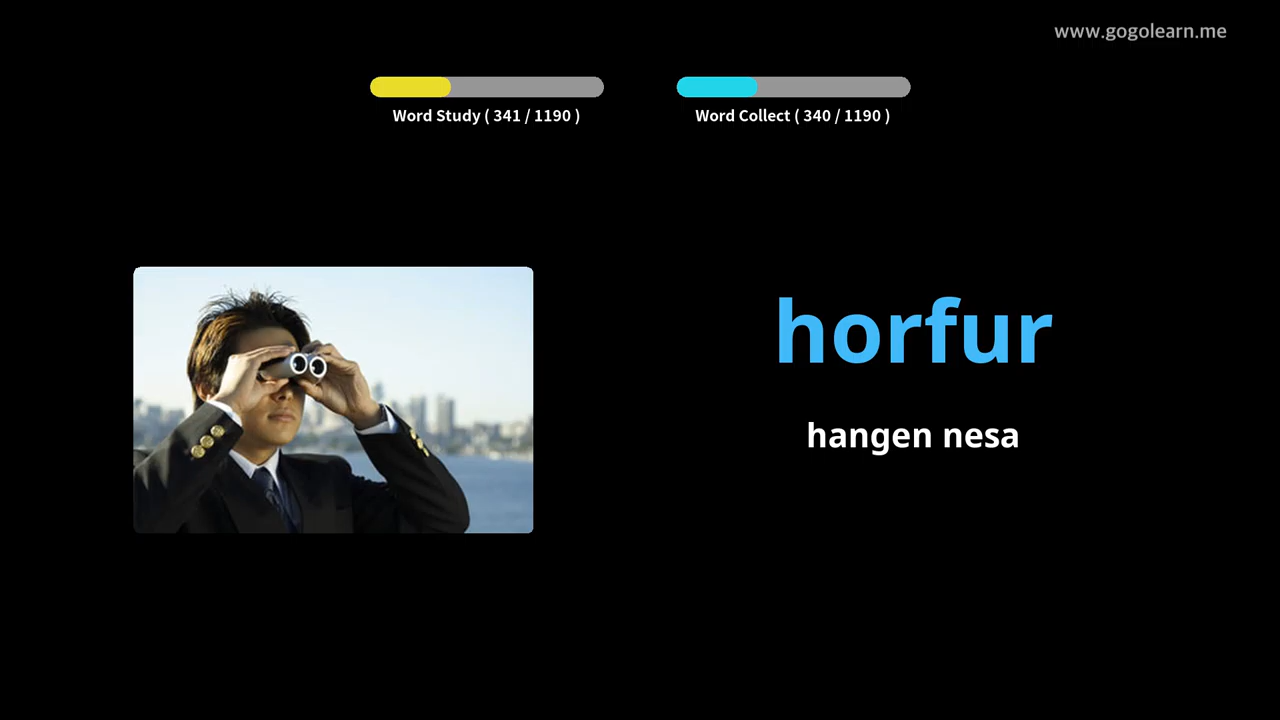 www.gogolearn.me
Word Study ( 341 / 1190 )
Word Collect ( 340 / 1190 )
horfur
hangen nesa